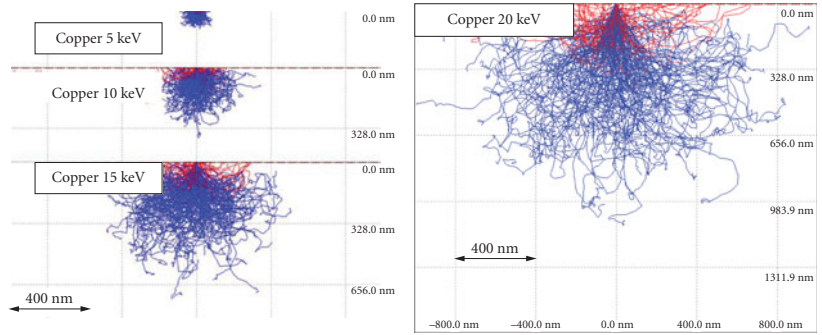 0.0 nm
Copper 5 keV
0.0 nm
Copper 10 keV
328.0 nm
0.0 nm
Copper 15 keV
328.0 nm
656.0 nm
400 nm
Copper 20 keV
0.0 nm
328.0 nm
656.0 nm
983.9 nm
400 nm
1311.9 nm
−800.0 nm
−400.0 nm
0.0 nm
400.0 nm
800.0 nm